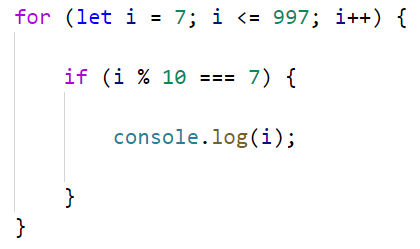 for (let i = 7; i <= 997; i++) {
if (i % 10 === 7) {
console.log(i);
}
}